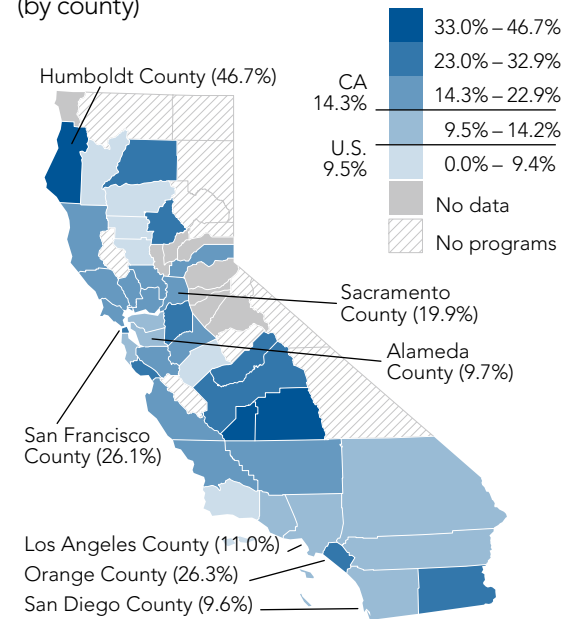 (by county)
33.0% – 46.7%
23.0% – 32.9%
14.3% – 22.9%
9.5% – 14.2%
0.0% – 9.4%
CA
14.3%
U.S.
9.5%
No data
No programs
Humboldt County (46.7%)
Sacramento
County (19.9%)
Alameda
County (9.7%)
San Francisco
County (26.1%)
Los Angeles County (11.0%)
Orange County (26.3%)
San Diego County (9.6%)